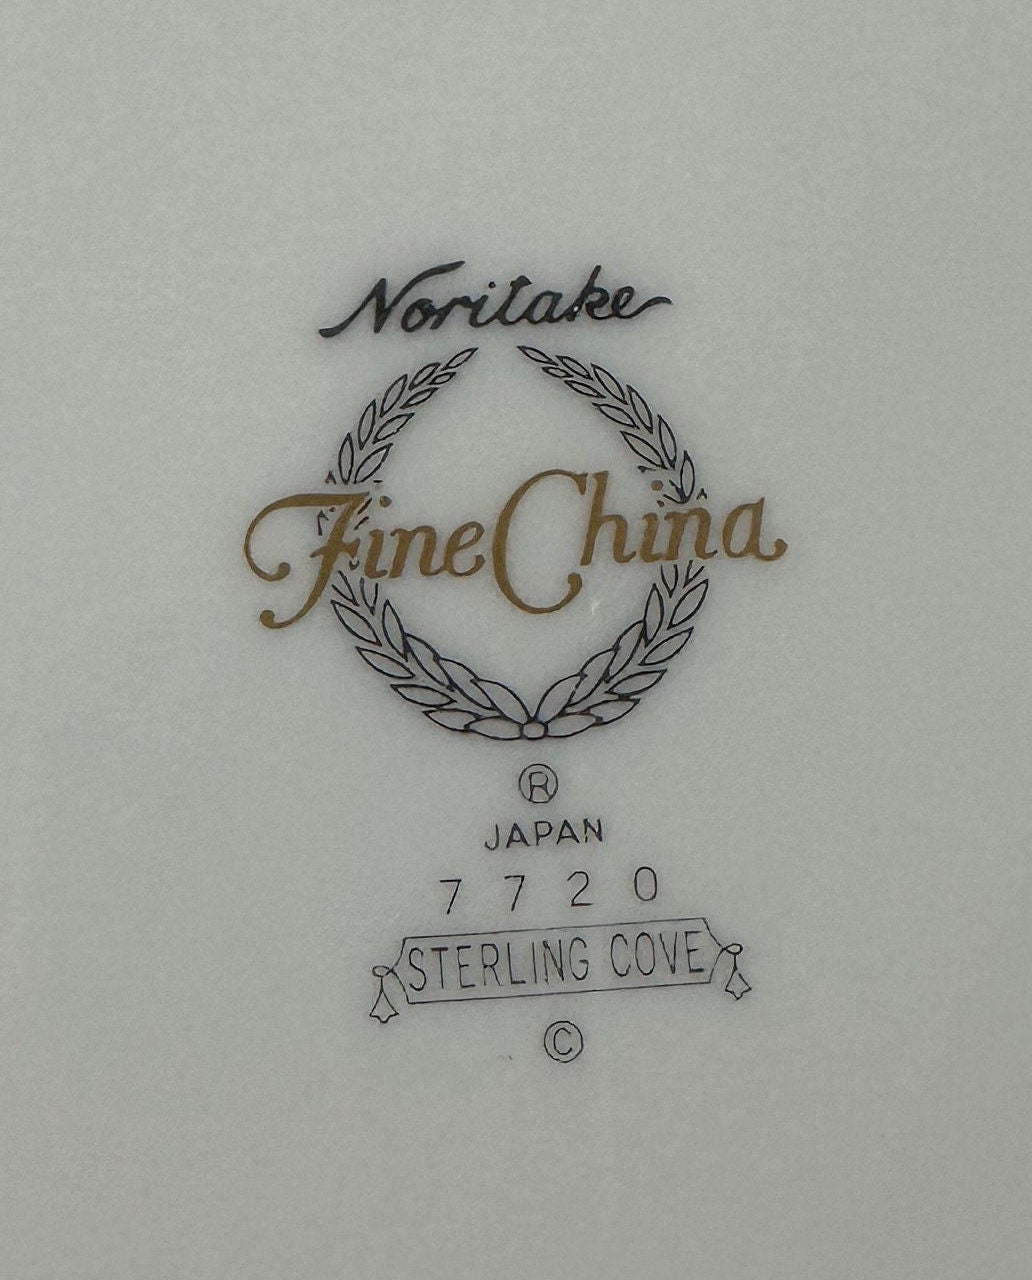 Noritake
Fine China
®
JAPAN
7720
STERLING COVE
©